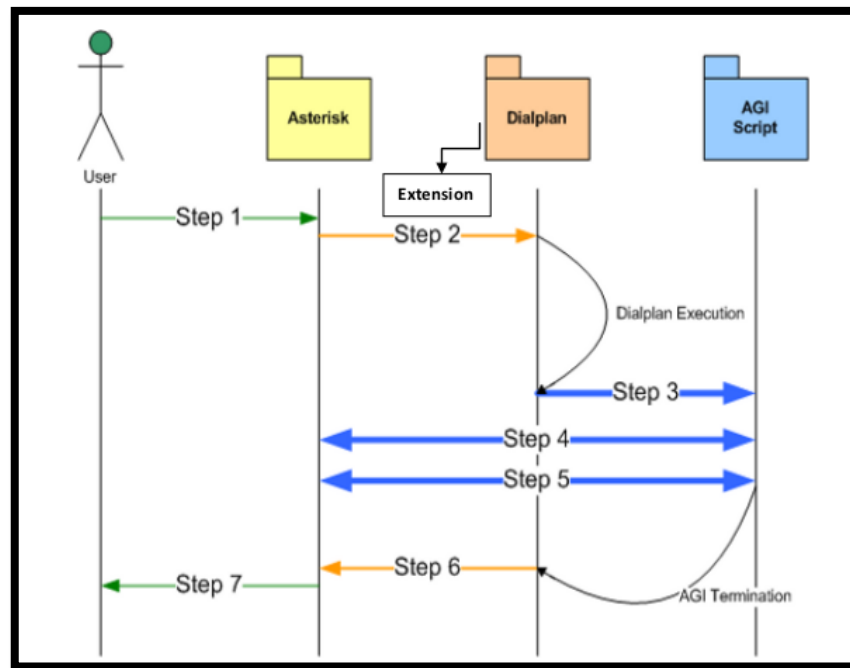 Asterisk
Dialplan
AGI
Script
User
Extension
Step 1
Step 2
Dialplan Execution
Step 3
Step 4
Step 5
Step 6
Step 7
AGI Termination